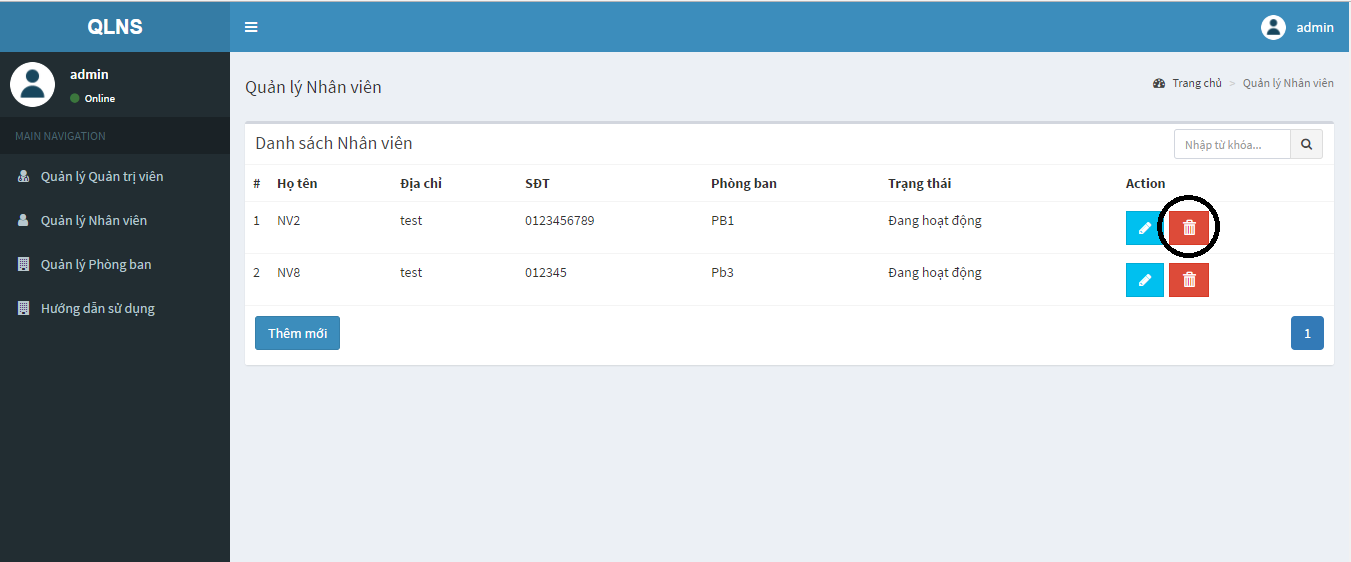 QLNS
admin
admin
Online
MAIN NAVIGATION
Quản lý Quản trị viên
Quản lý Nhân viên
Quản lý Phòng ban
Hướng dẫn sử dụng
Quản lý Nhân viên
Trang chủ > Quản lý Nhân viên
Danh sách Nhân viên
Nhập từ khóa...
# Họ tên Địa chỉ SĐT Phòng ban Trạng thái Action
1 NV2 test 0123456789 PB1 Đang hoạt động
2 NV8 test 012345 Pb3 Đang hoạt động
Thêm mới
1